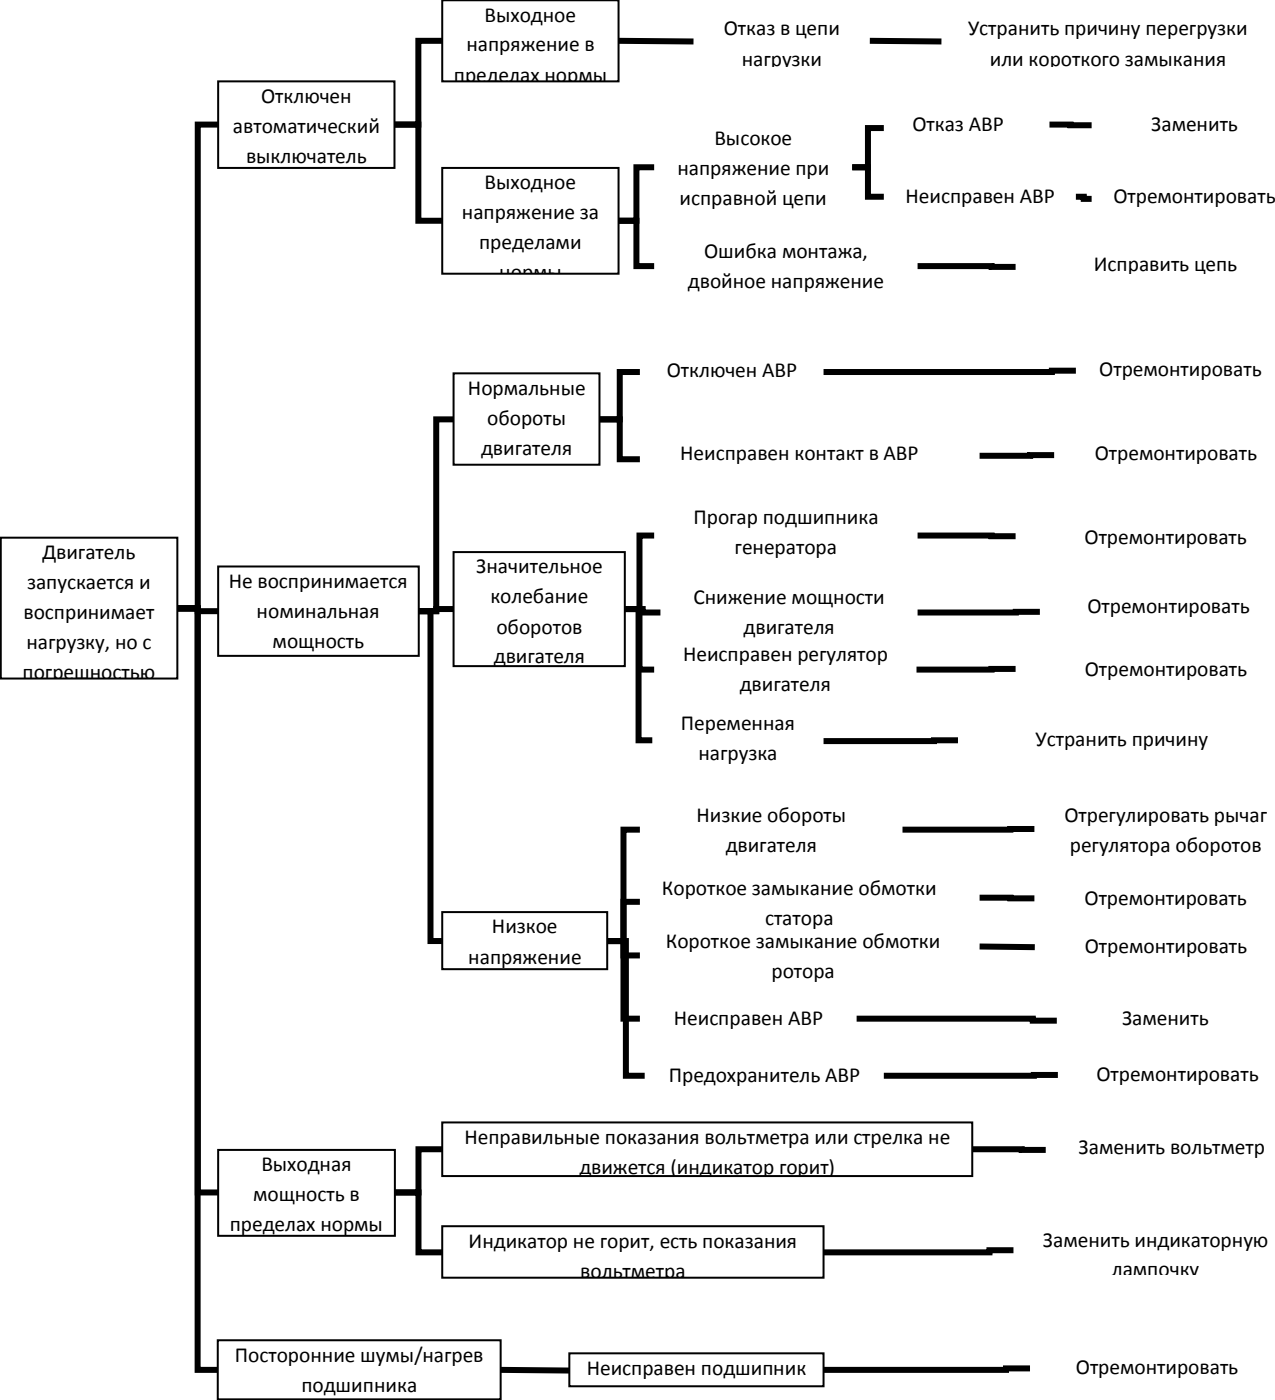 Выходное
напряжение в
пределах нормы
Отказ в цепи
нагрузки
Устранить причину перегрузки
или короткого замыкания
Отключен
автоматический
выключатель
Высокое
напряжение при
исправной цепи
Отказ АВР
Заменить
Неисправен АВР
Отремонтировать
Выходное
напряжение за
пределами
нормы
Ошибка монтажа,
двойное напряжение
Исправить цепь
Нормальные
обороты
двигателя
Отключен АВР
Отремонтировать
Неисправен контакт в АВР
Отремонтировать
Двигатель
запускается и
воспринимает
нагрузку, но с
погрешностью
Не воспринимается
номинальная
мощность
Значительное
колебание
оборотов
двигателя
Прогар подшипника
генератора
Отремонтировать
Снижение мощности
двигателя
Отремонтировать
Неисправен регулятор
двигателя
Отремонтировать
Переменная
нагрузка
Устранить причину
Низкое
напряжение
Низкие обороты
двигателя
Отрегулировать рычаг
регулятора оборотов
Короткое замыкание обмотки
статора
Отремонтировать
Короткое замыкание обмотки
ротора
Отремонтировать
Неисправен АВР
Заменить
Предохранитель АВР
Отремонтировать
Выходная
мощность в
пределах нормы
Неправильные показания вольтметра или стрелка не
движется (индикатор горит)
Заменить вольтметр
Индикатор не горит, есть показания
вольтметра
Заменить индикаторную
лампочку
Посторонние шумы/нагрев
подшипника
Неисправен подшипник
Отремонтировать